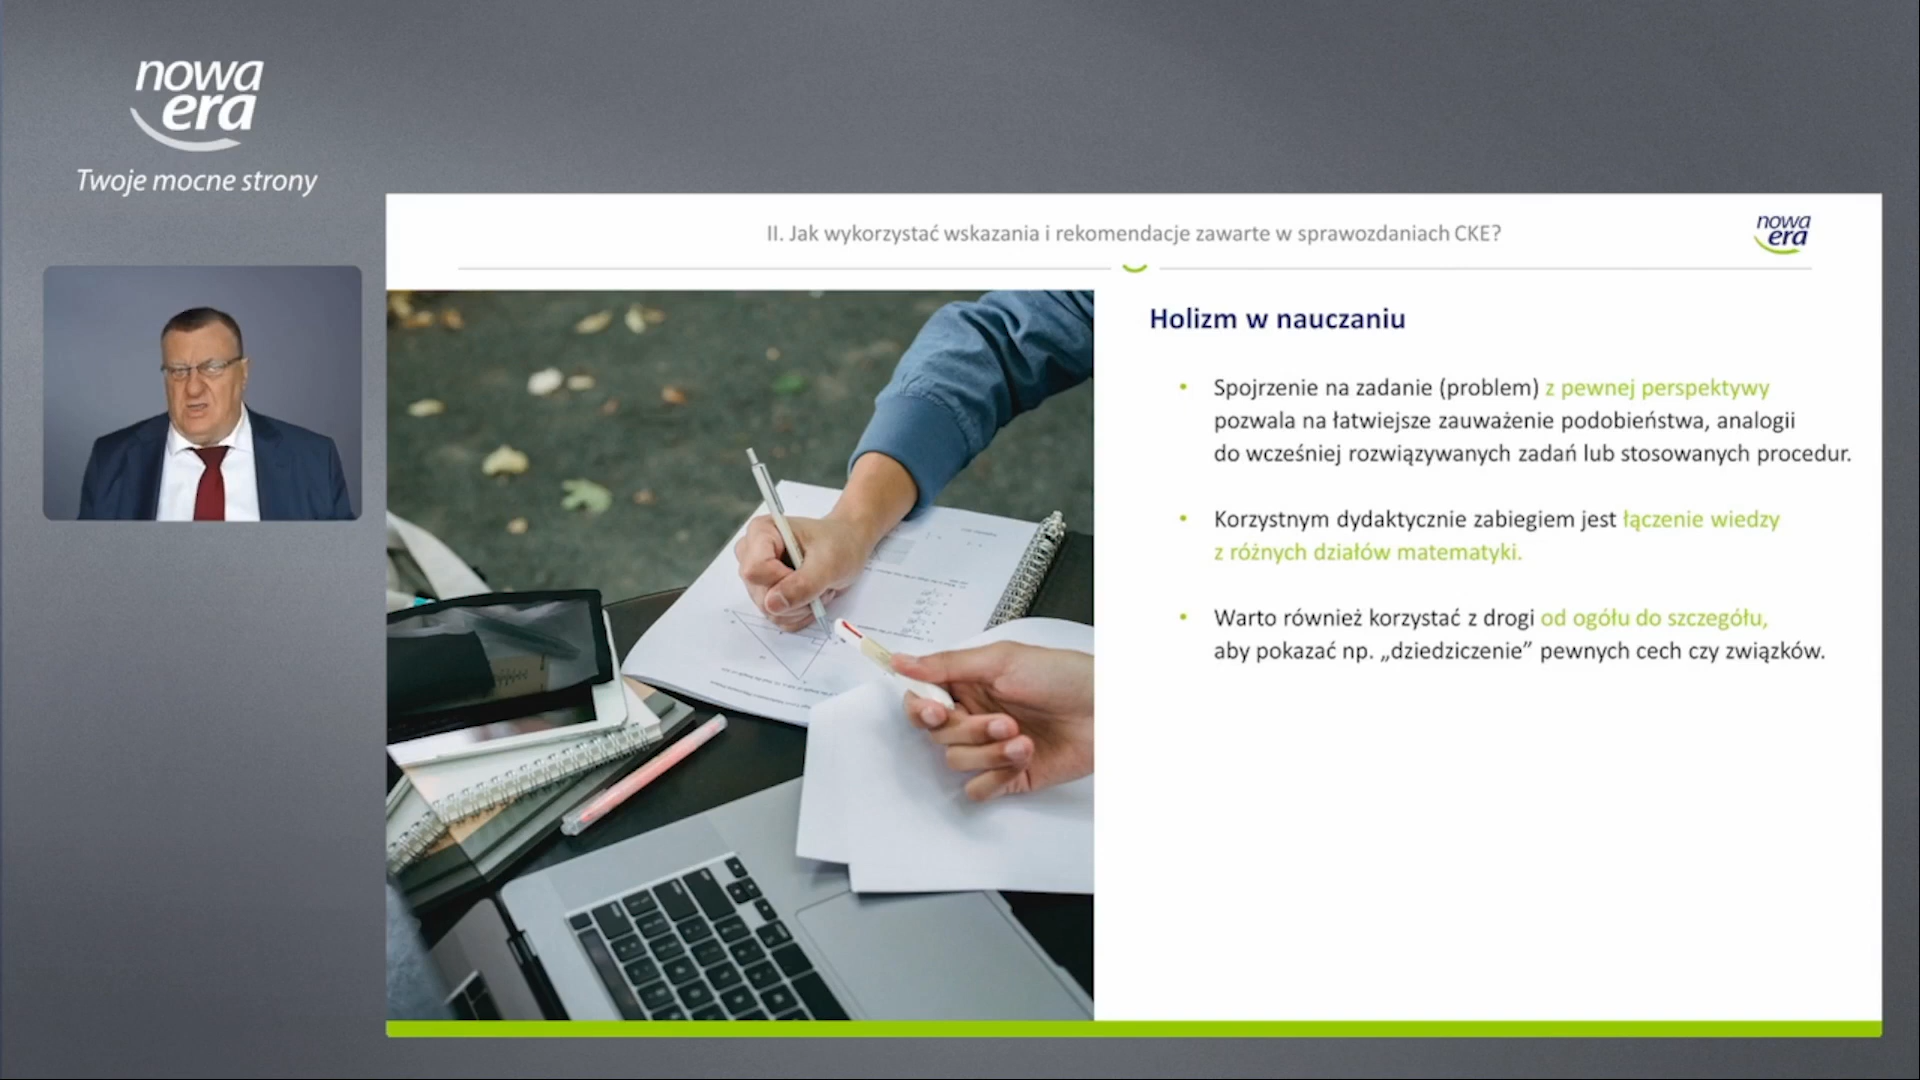 nowa
era
Twoje mocne strony
II. Jak wykorzystać wskazania i rekomendacje zawarte w sprawozdaniach CKE?
nowa
era
Holizm w nauczaniu
• Spojrzenie na zadanie (problem) z pewnej perspektywy
pozwala na łatwiejsze zauważenie podobieństwa, analogii
do wcześniej rozwiązywanych zadań lub stosowanych procedur.
• Korzystnym dydaktycznie zabiegiem jest łączenie wiedzy
z różnych działów matematyki.
• Warto również korzystać z drogi od ogółu do szczegółu,
aby pokazać np. „dziedziczenie” pewnych cech czy związków.